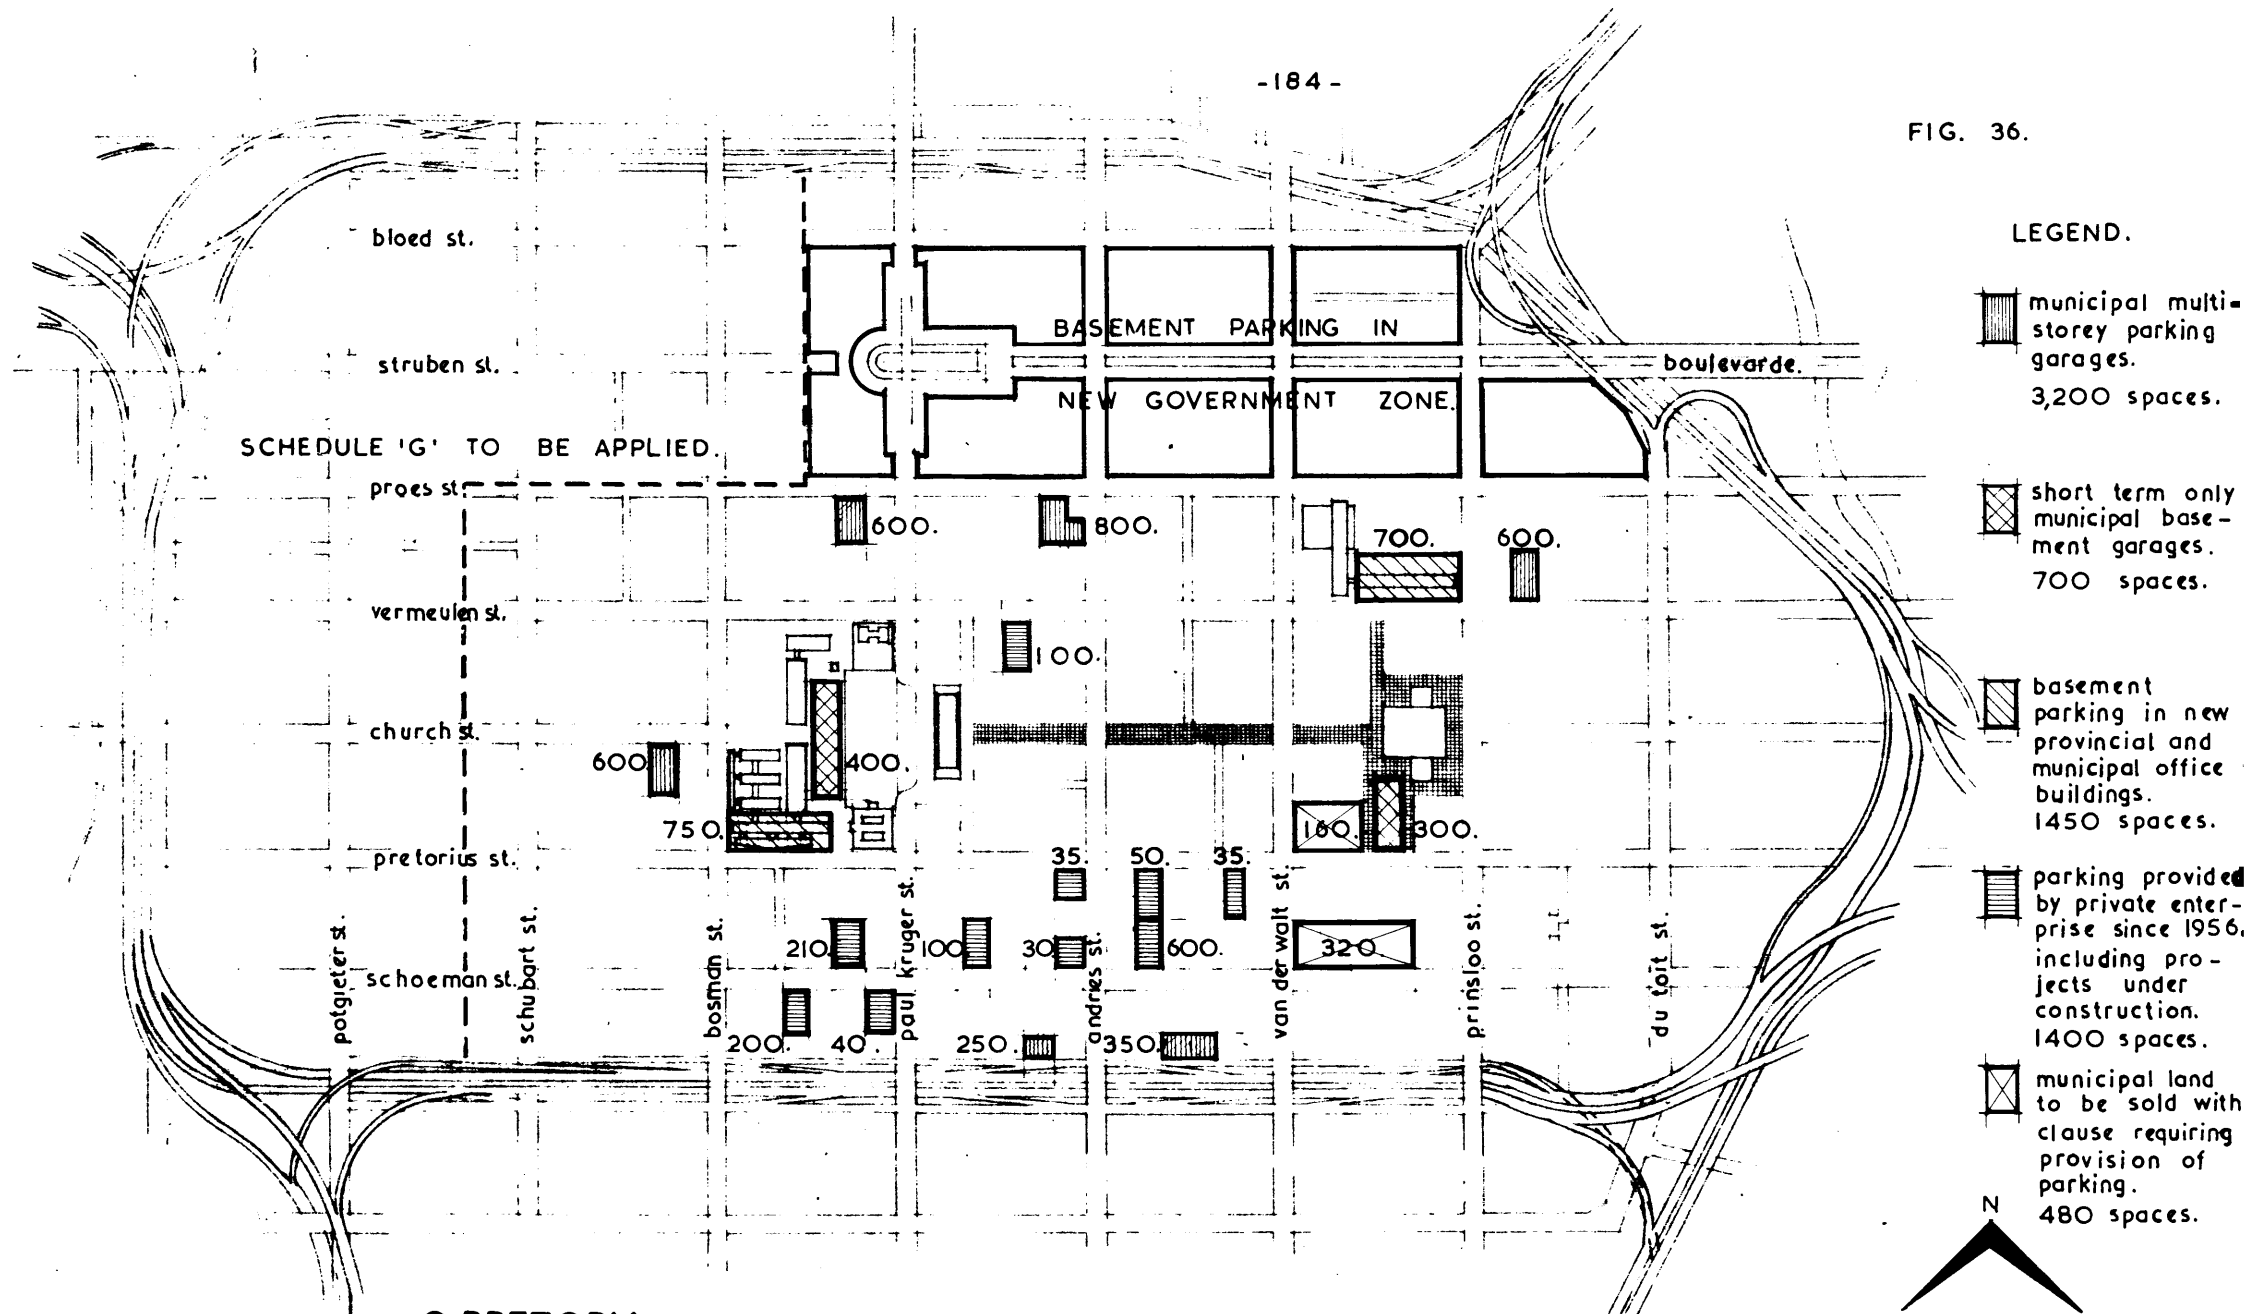 -184-
FIG. 36.
LEGEND.
municipal multi-
storey parking
garages.
3,200 spaces.
short term only
municipal base-
ment garages.
700 spaces.
basement
parking in new
provincial and
municipal office
buildings.
1450 spaces.
parking provided
by private enter-
prise since 1956.
including pro-
jects under
construction.
1400 spaces.
municipal land
to be sold with
clause requiring
provision of
parking.
480 spaces.
N
bloed st.
BASEMENT PARKING IN
struben st.
boulevarde.
NEW GOVERNMENT ZONE.
SCHEDULE 'G' TO BE APPLIED.
proes st.
600.
800.
700.
600.
vermeulen st.
100.
church st.
600.
400.
750.
160.
300.
pretorius st.
35.
50.
35.
210.
100.
30.
600.
320.
schoeman st.
200.
40.
250.
350.
potgieter st.
schubart st.
bosman st.
paul kruger st.
andries st.
van der walt st.
prinsloo st.
du toit st.